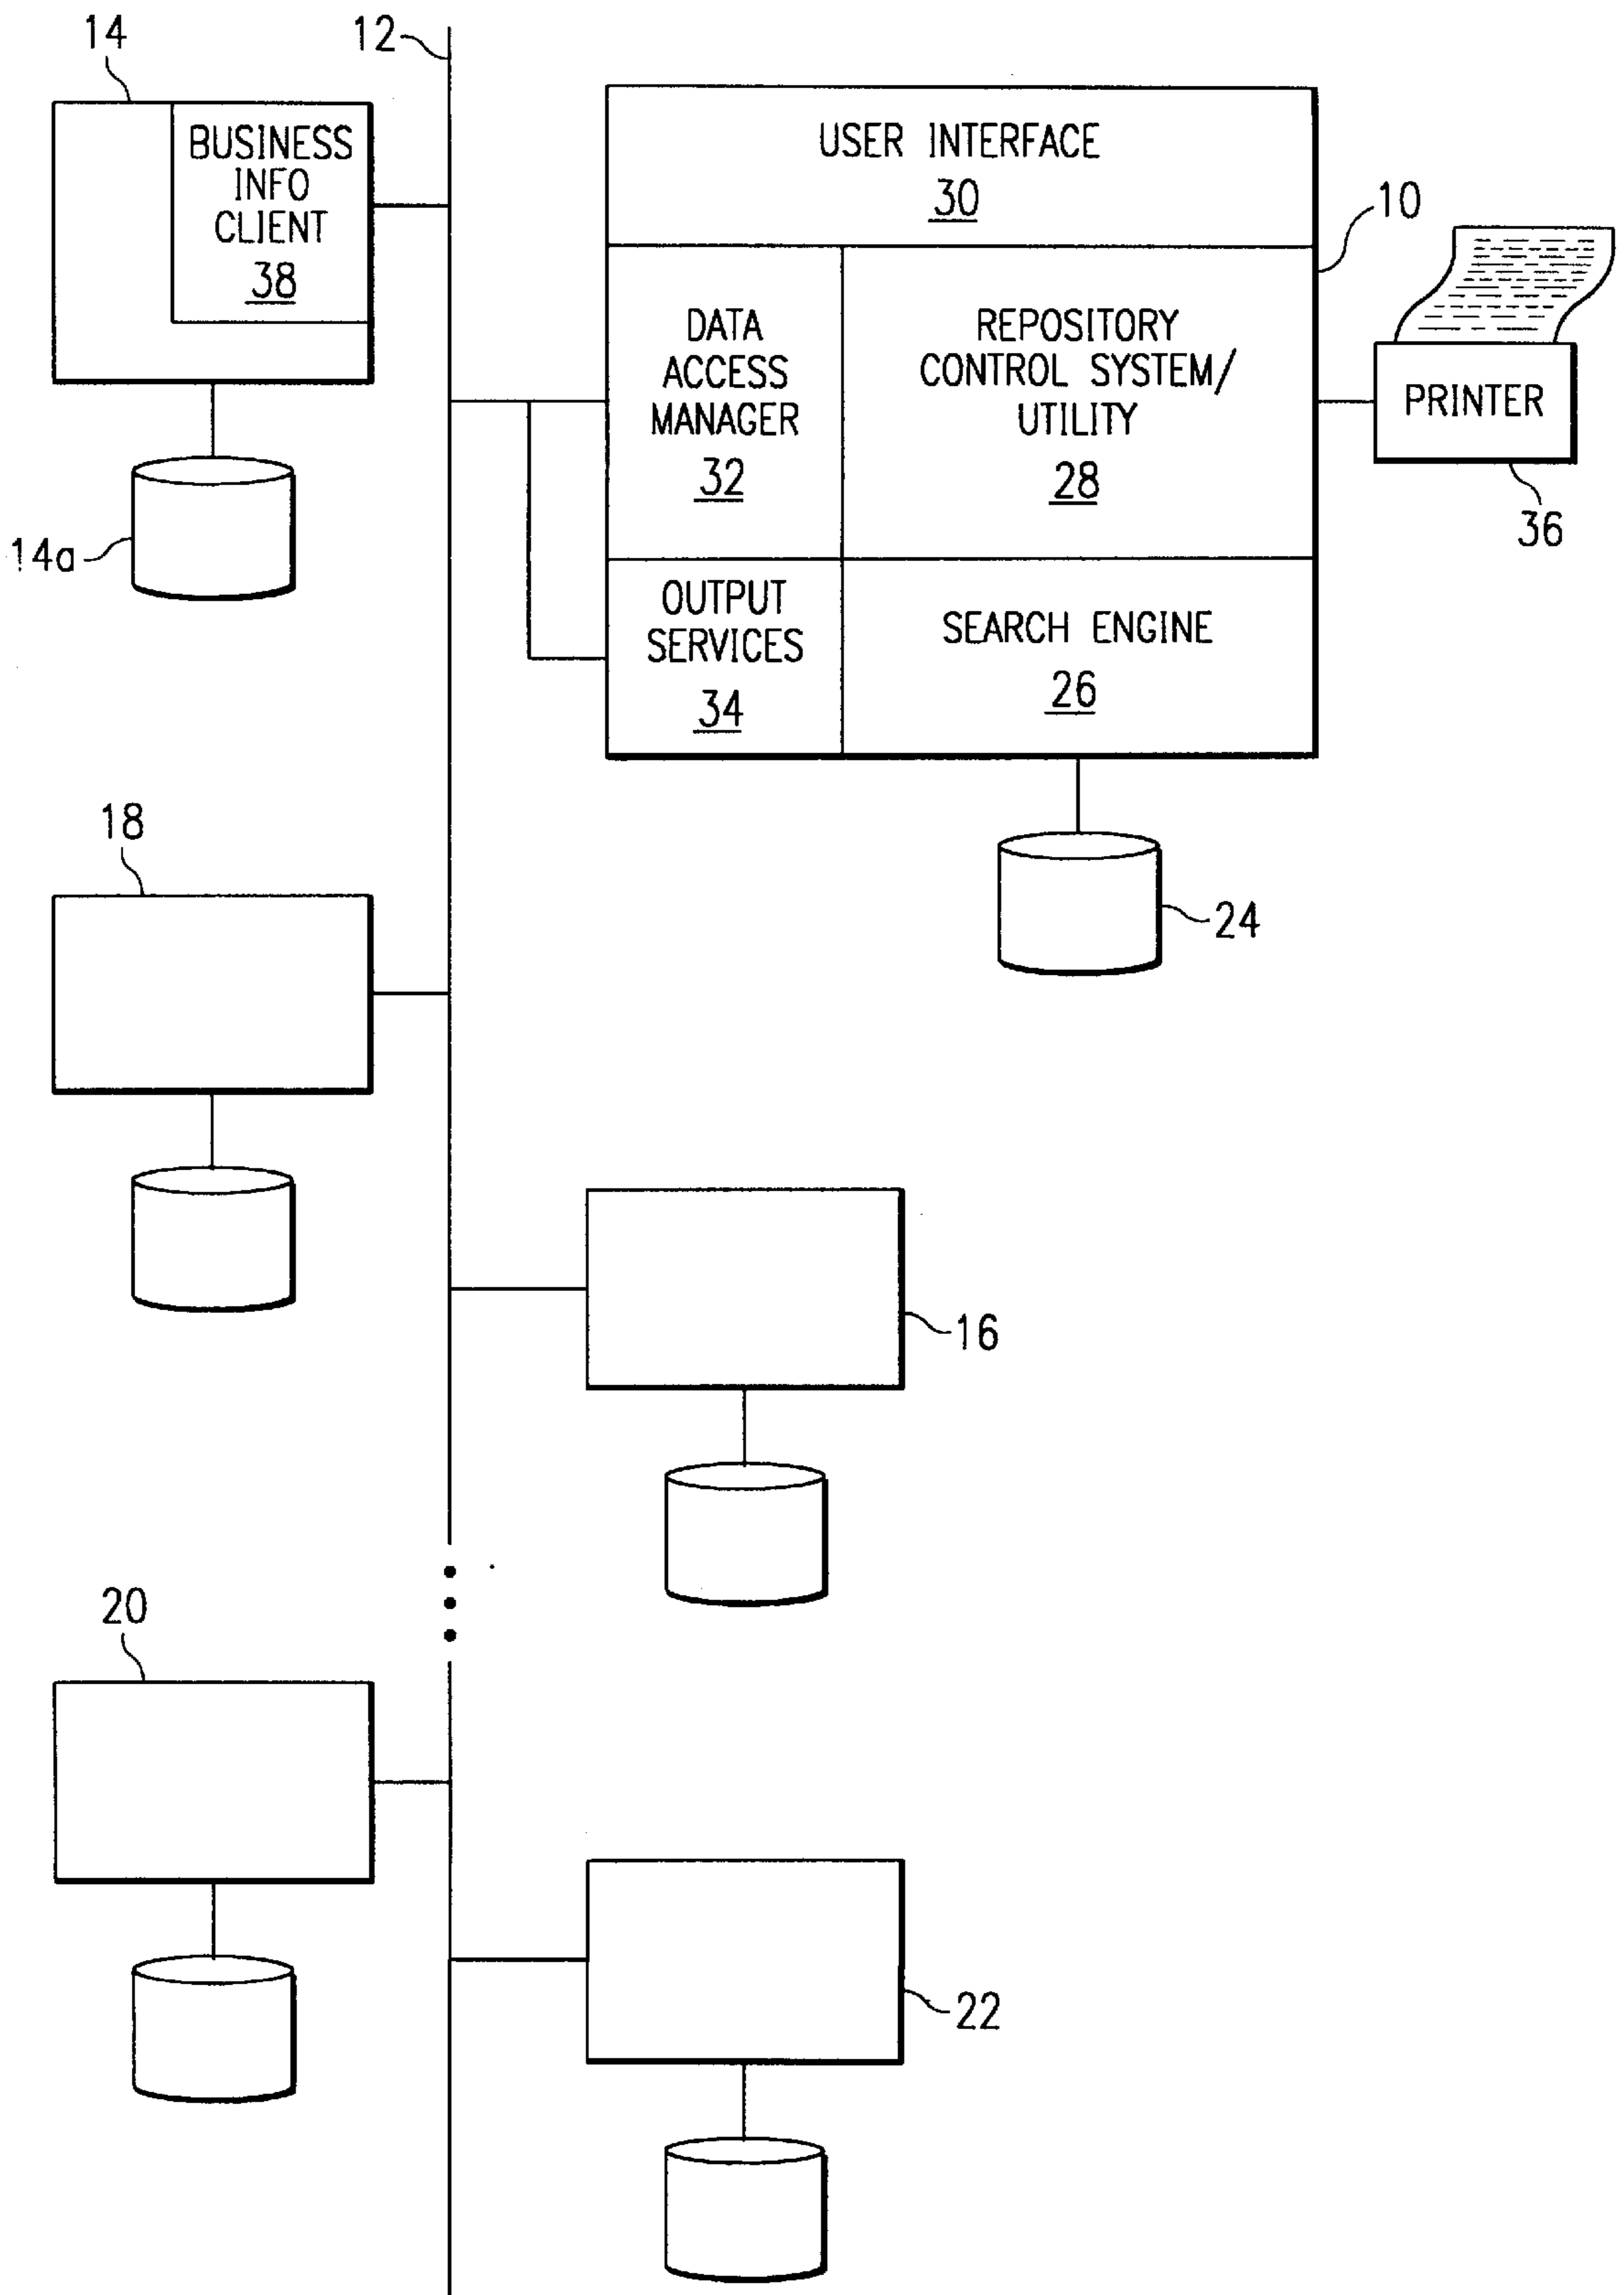 14
12
BUSINESS
INFO
CLIENT
38
14a
USER INTERFACE
30
10
DATA
ACCESS
MANAGER
32
REPOSITORY
CONTROL SYSTEM/
UTILITY
28
PRINTER
36
OUTPUT
SERVICES
34
SEARCH ENGINE
26
24
18
16
20
22